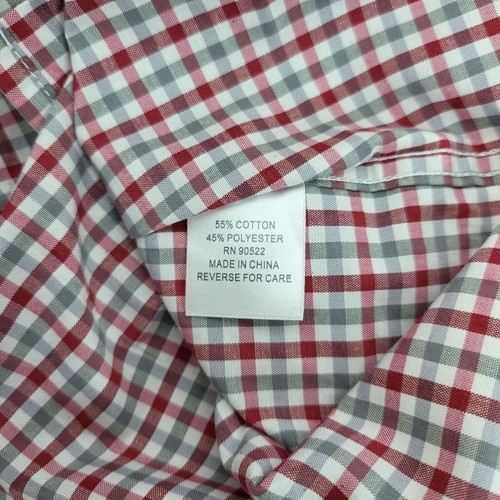 55% COTTON
45% POLYESTER
RN 90522
MADE IN CHINA
REVERSE FOR CARE